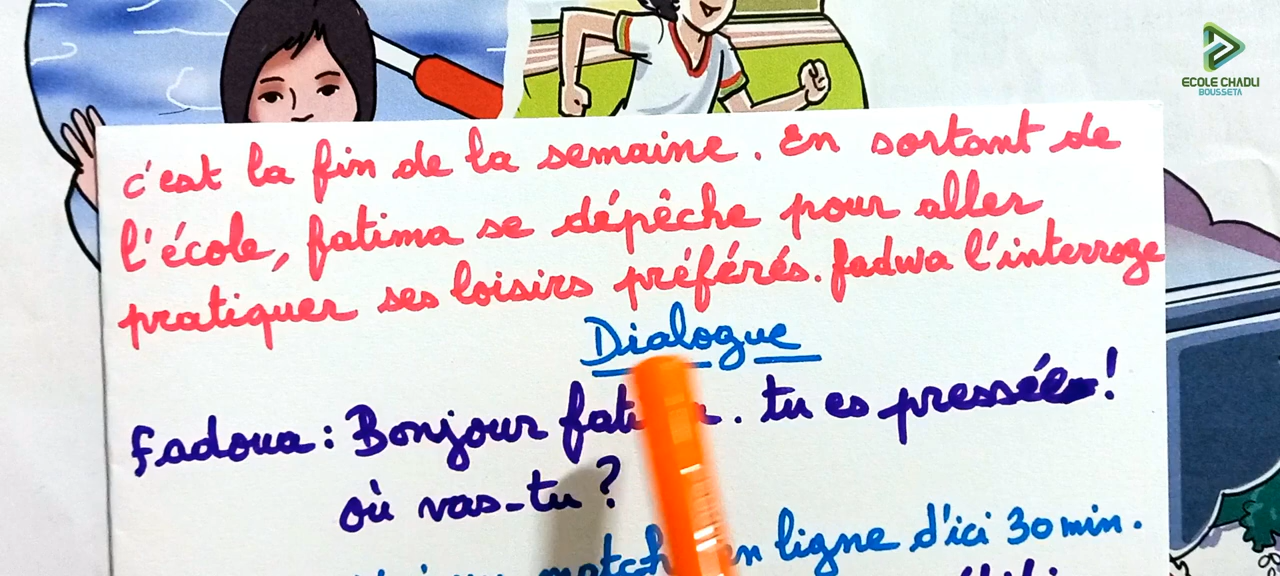 ECOLE CHADLI
BOUSSETA
c'est la fin de la semaine. En sortant de
l'école, fatima se dépêche pour aller
pratiquer ses loisirs préférés. fadwa l'interroge
Dialogue
Fadoua : Bonjour . tu es pressée !
où vas-tu ?
match en ligne d'ici 30 min.